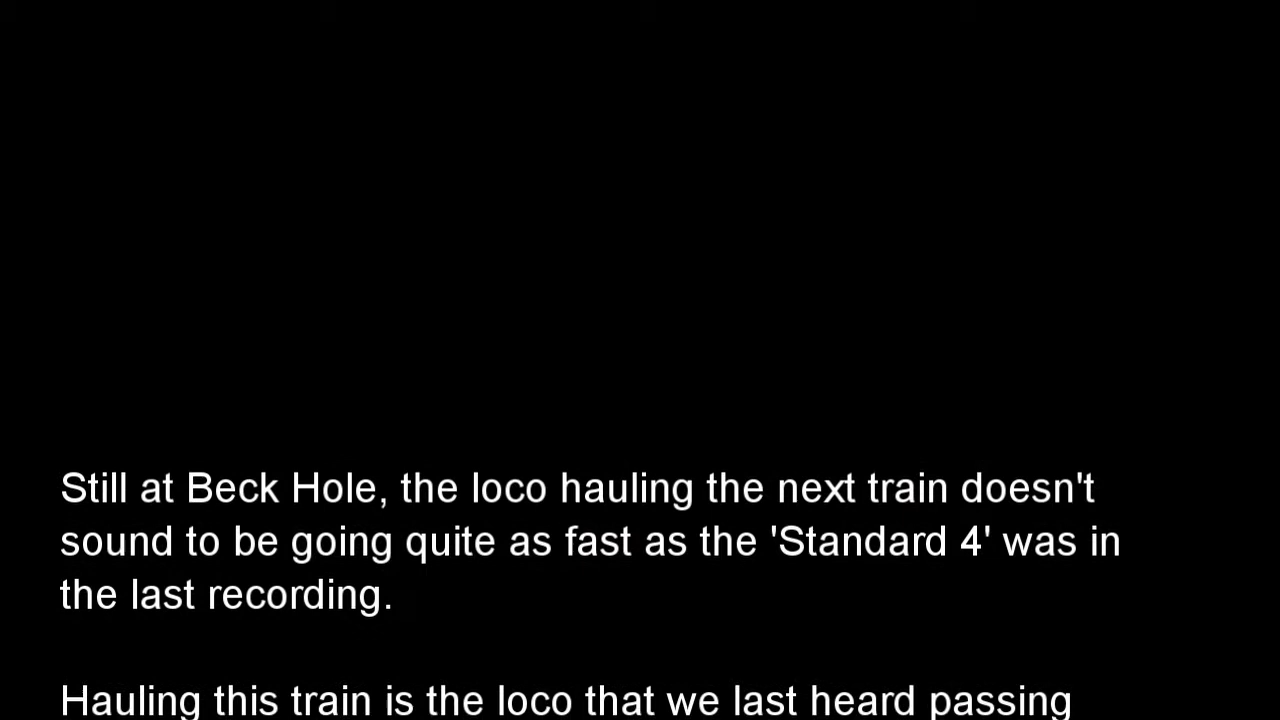 Still at Beck Hole, the loco hauling the next train doesn't
sound to be going quite as fast as the 'Standard 4' was in
the last recording.
Hauling this train is the loco that we last heard passing